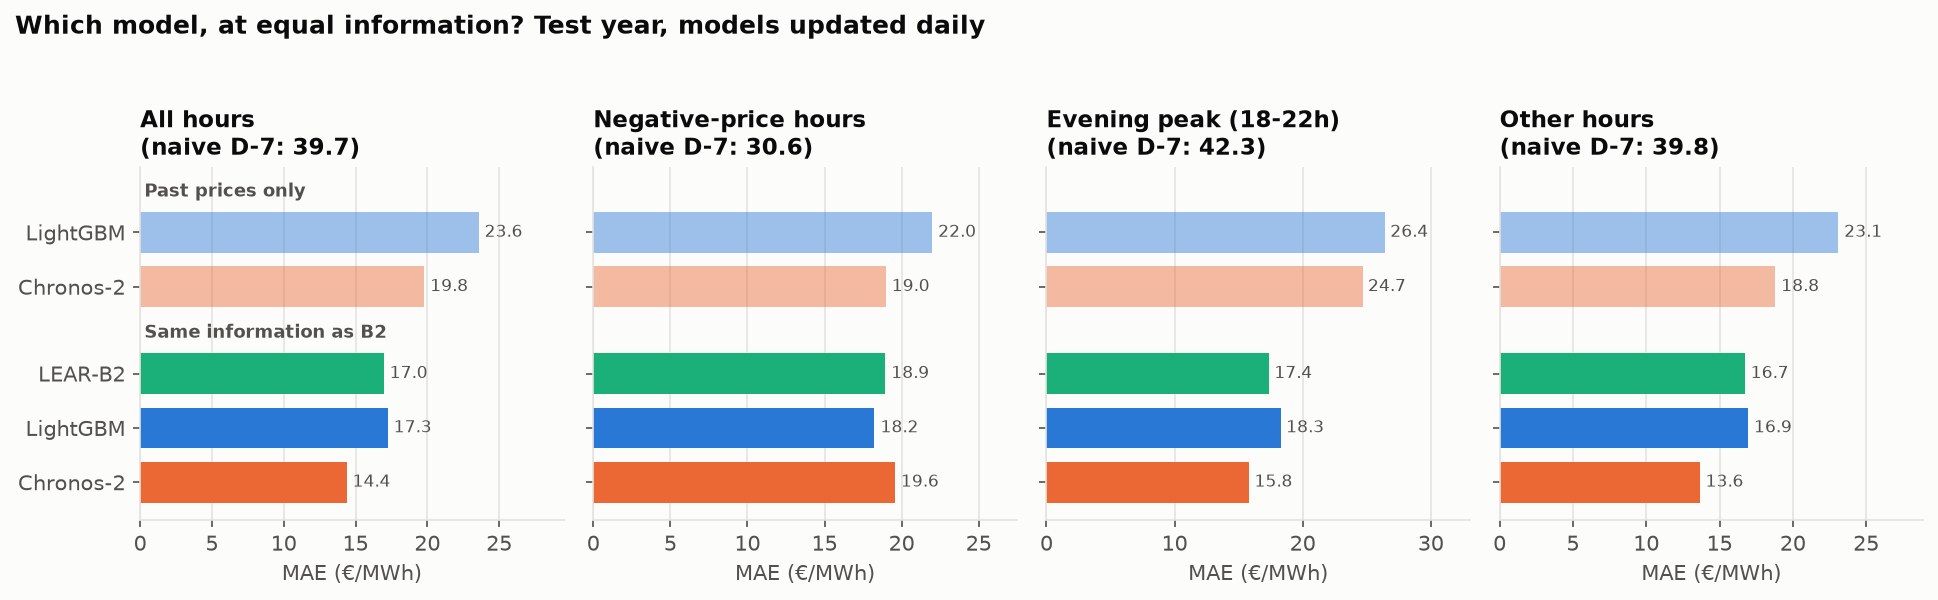 Which model, at equal information? Test year, models updated daily
All hours
(naive D-7: 39.7)
Past prices only
LightGBM 23.6
Chronos-2 19.8
Same information as B2
LEAR-B2 17.0
LightGBM 17.3
Chronos-2 14.4
0 5 10 15 20 25
MAE (€/MWh)
Negative-price hours
(naive D-7: 30.6)
22.0
19.0
18.9
18.2
19.6
0 5 10 15 20 25
MAE (€/MWh)
Evening peak (18-22h)
(naive D-7: 42.3)
26.4
24.7
17.4
18.3
15.8
0 10 20 30
MAE (€/MWh)
Other hours
(naive D-7: 39.8)
23.1
18.8
16.7
16.9
13.6
0 5 10 15 20 25
MAE (€/MWh)